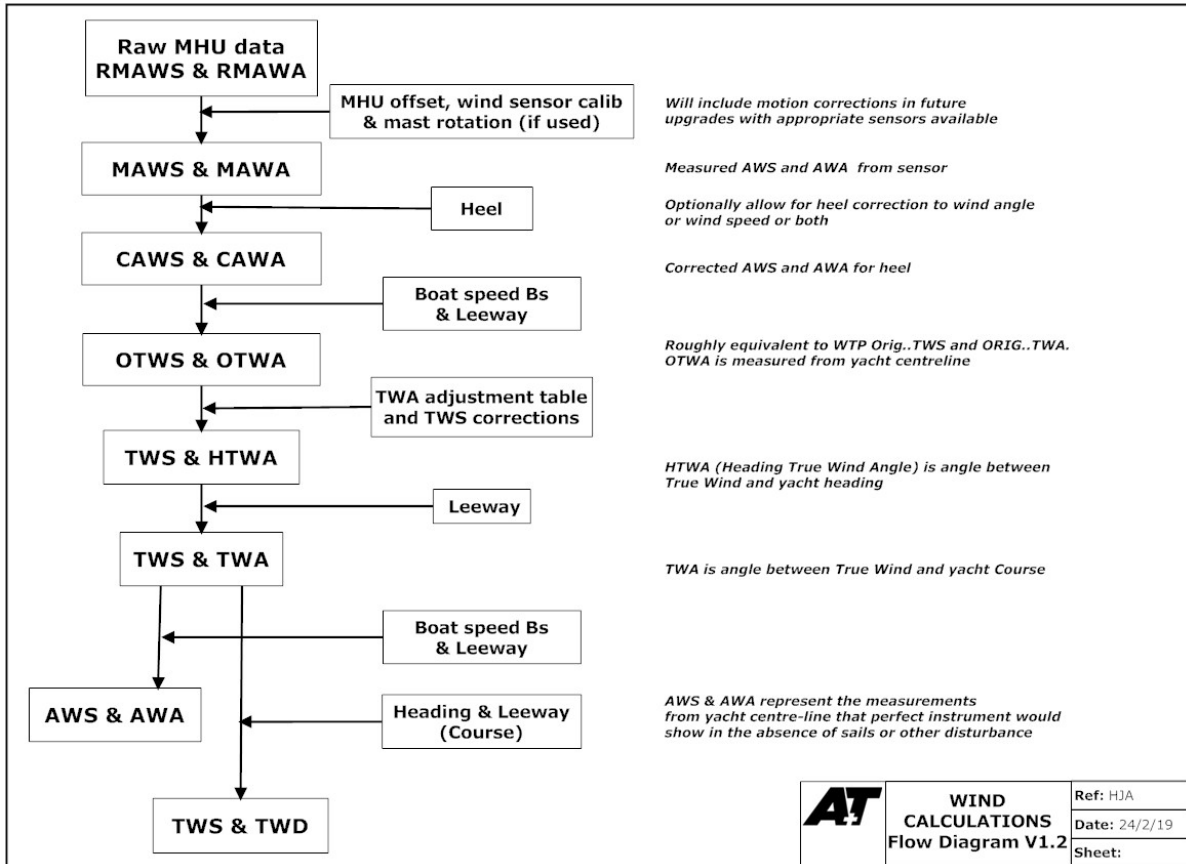 Raw MHU data
RMAWS & RMAWA
MHU offset, wind sensor calib
& mast rotation (if used)
Will include motion corrections in future
upgrades with appropriate sensors available
MAWS & MAWA
Measured AWS and AWA from sensor
Heel
Optionally allow for heel correction to wind angle
or wind speed or both
CAWS & CAWA
Corrected AWS and AWA for heel
Boat speed Bs
& Leeway
OTWS & OTWA
Roughly equivalent to WTP Orig..TWS and ORIG..TWA.
OTWA is measured from yacht centreline
TWA adjustment table
and TWS corrections
TWS & HTWA
HTWA (Heading True Wind Angle) is angle between
True Wind and yacht heading
Leeway
TWS & TWA
TWA is angle between True Wind and yacht Course
Boat speed Bs
& Leeway
AWS & AWA
Heading & Leeway
(Course)
AWS & AWA represent the measurements
from yacht centre-line that perfect instrument would
show in the absence of sails or other disturbance
TWS & TWD
A+T
WIND
CALCULATIONS
Flow Diagram V1.2
Ref: HJA
Date: 24/2/19
Sheet: